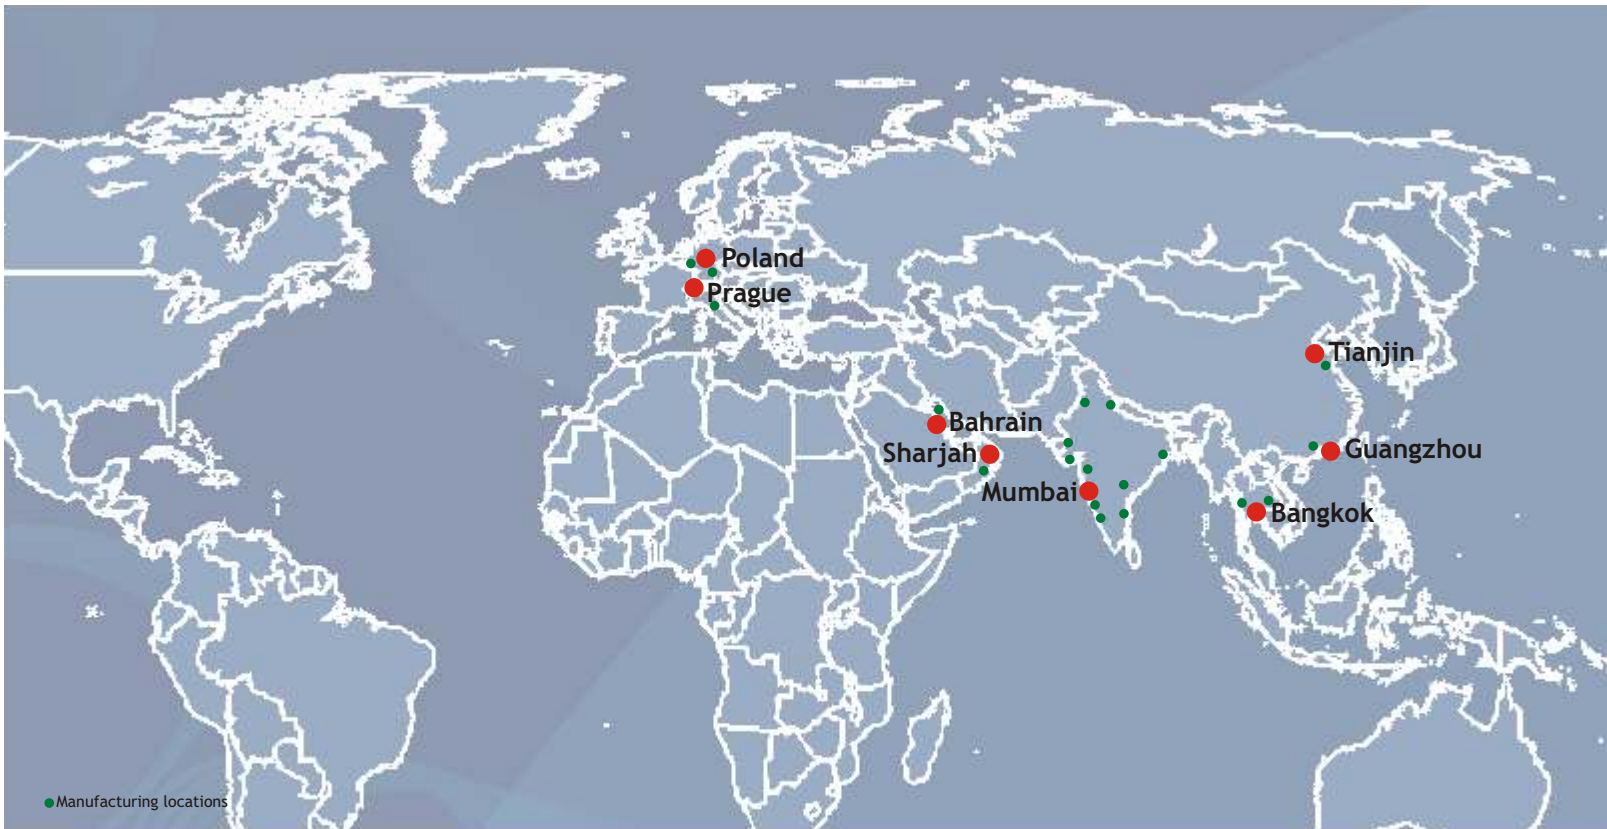 Poland
Prague
Tianjin
Bahrain
Guangzhou
Sharjah
Mumbai
Bangkok
Manufacturing locations